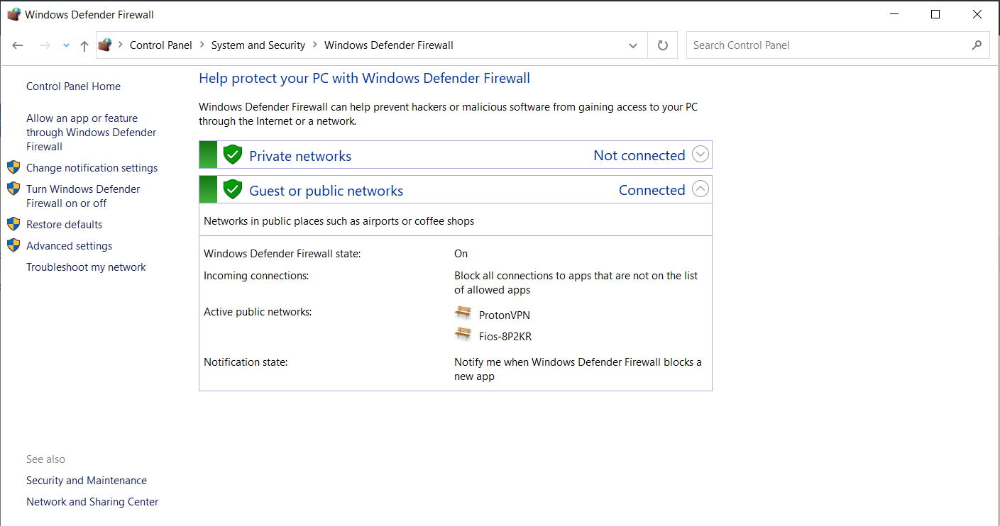 Windows Defender Firewall
Control Panel > System and Security > Windows Defender Firewall
Search Control Panel
Control Panel Home
Allow an app or feature
through Windows Defender
Firewall
Change notification settings
Turn Windows Defender
Firewall on or off
Restore defaults
Advanced settings
Troubleshoot my network
See also
Security and Maintenance
Network and Sharing Center
Help protect your PC with Windows Defender Firewall
Windows Defender Firewall can help prevent hackers or malicious software from gaining access to your PC
through the Internet or a network.
Private networks Not connected
Guest or public networks Connected
Networks in public places such as airports or coffee shops
Windows Defender Firewall state: On
Incoming connections: Block all connections to apps that are not on the list
of allowed apps
Active public networks: ProtonVPN
Fios-8P2KR
Notification state: Notify me when Windows Defender Firewall blocks a
new app